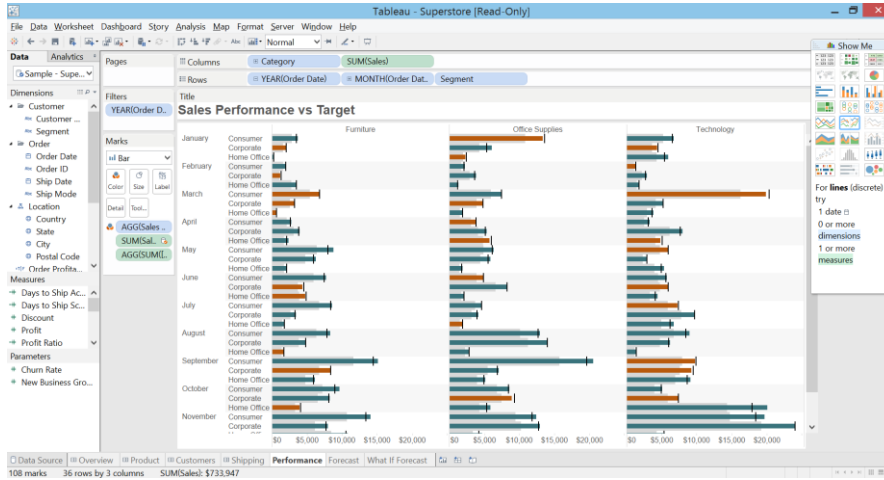 Tableau - Superstore [Read-Only]
File Data Worksheet Dashboard Story Analysis Map Format Server Window Help
Abc Normal
Data Analytics
Sample - Supe...
Dimensions
Customer
Abc Customer ...
Abc Segment
Order
Order Date
Abc Order ID
Ship Date
Abc Ship Mode
Location
Country
State
City
Postal Code
Order Profita...
Measures
Days to Ship Ac...
Days to Ship Sc...
Discount
Profit
Profit Ratio
Parameters
Churn Rate
New Business Gro...
Pages
Filters
YEAR(Order D..
Marks
Bar
Color Size Label
Detail Tool...
AGG(Sales ..
SUM(Sal..
AGG(SUM([..
Columns Category SUM(Sales)
Rows YEAR(Order Date) MONTH(Order Dat.. Segment
Title
Sales Performance vs Target
Furniture Office Supplies Technology
January Consumer
Corporate
Home Office
February Consumer
Corporate
Home Office
March Consumer
Corporate
Home Office
April Consumer
Corporate
Home Office
May Consumer
Corporate
Home Office
June Consumer
Corporate
Home Office
July Consumer
Corporate
Home Office
August Consumer
Corporate
Home Office
September Consumer
Corporate
Home Office
October Consumer
Corporate
Home Office
November Consumer
Corporate
$0 $5,000 $10,000 $15,000 $20,000 $0 $5,000 $10,000 $15,000 $20,000 $0 $5,000 $10,000 $15,000 $20,000
Show Me
For lines (discrete)
try
1 date
0 or more
dimensions
1 or more
measures
Data Source Overview Product Customers Shipping Performance Forecast What If Forecast
108 marks 36 rows by 3 columns SUM(Sales): $733,947